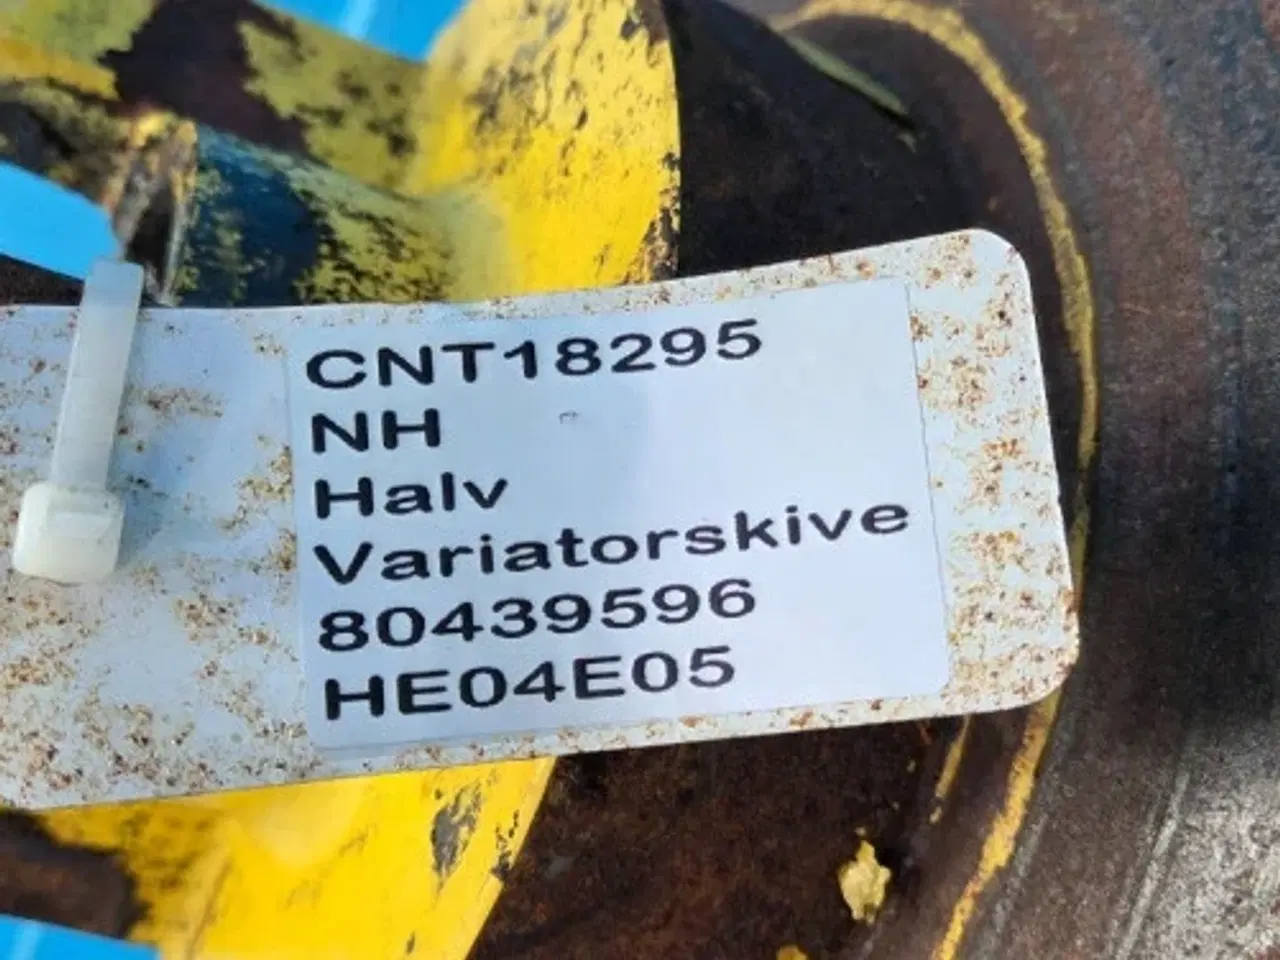 CNT18295
NH
Halv
Variatorskive
80439596
HE04E05